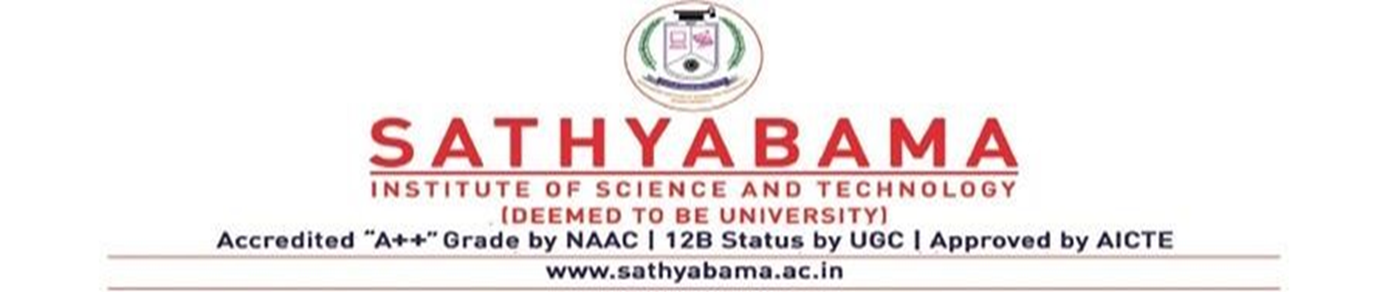 SATHYABAMA
INSTITUTE OF SCIENCE AND TECHNOLOGY
(DEEMED TO BE UNIVERSITY)
Accredited “A++” Grade by NAAC | 12B Status by UGC | Approved by AICTE
www.sathyabama.ac.in